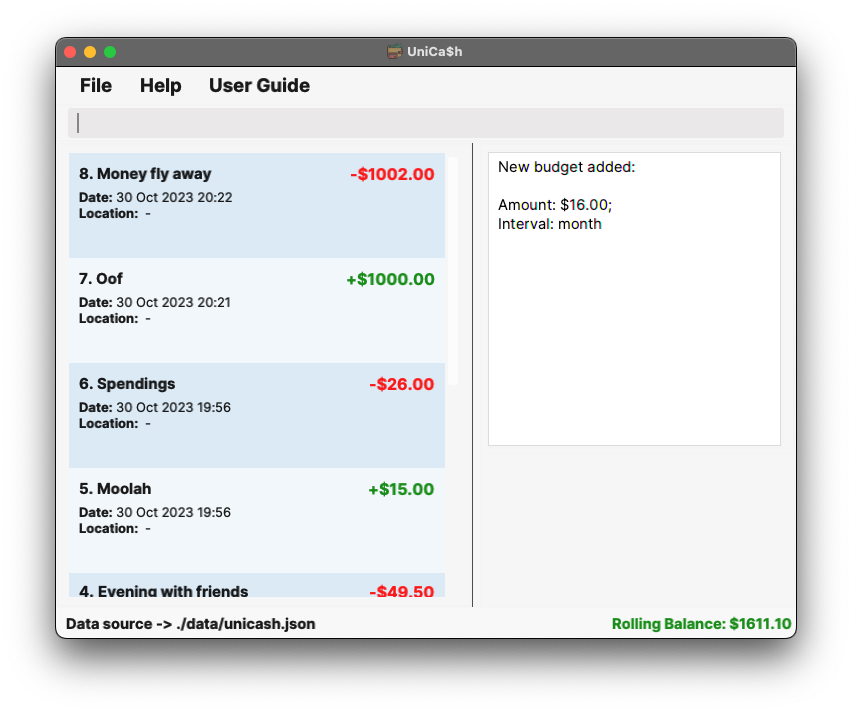 UniCa$h
File Help User Guide
8. Money fly away -$1002.00
Date: 30 Oct 2023 20:22
Location: -
7. Oof +$1000.00
Date: 30 Oct 2023 20:21
Location: -
6. Spendings -$26.00
Date: 30 Oct 2023 19:56
Location: -
5. Moolah +$15.00
Date: 30 Oct 2023 19:56
Location: -
4. Evening with friends -$49.50
New budget added:
Amount: $16.00;
Interval: month
Data source -> ./data/unicash.json
Rolling Balance: $1611.10